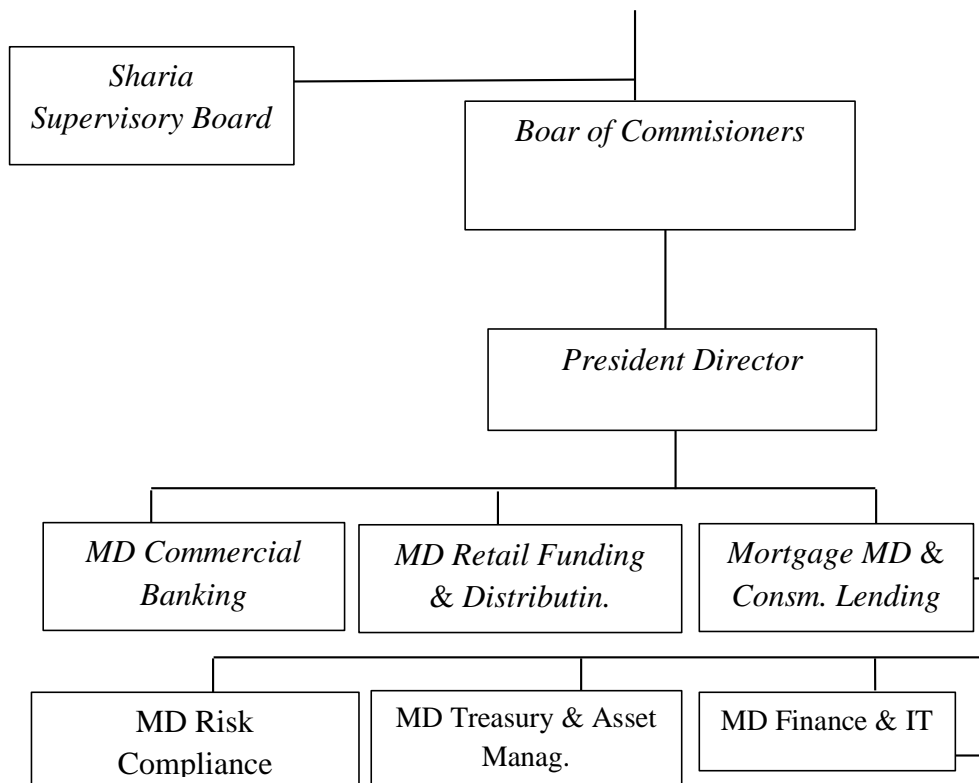 Sharia
Supervisory Board
Boar of Commisioners
President Director
MD Commercial
Banking
MD Retail Funding
& Distributin.
Mortgage MD &
Consm. Lending
MD Risk
Compliance
MD Treasury & Asset
Manag.
MD Finance & IT